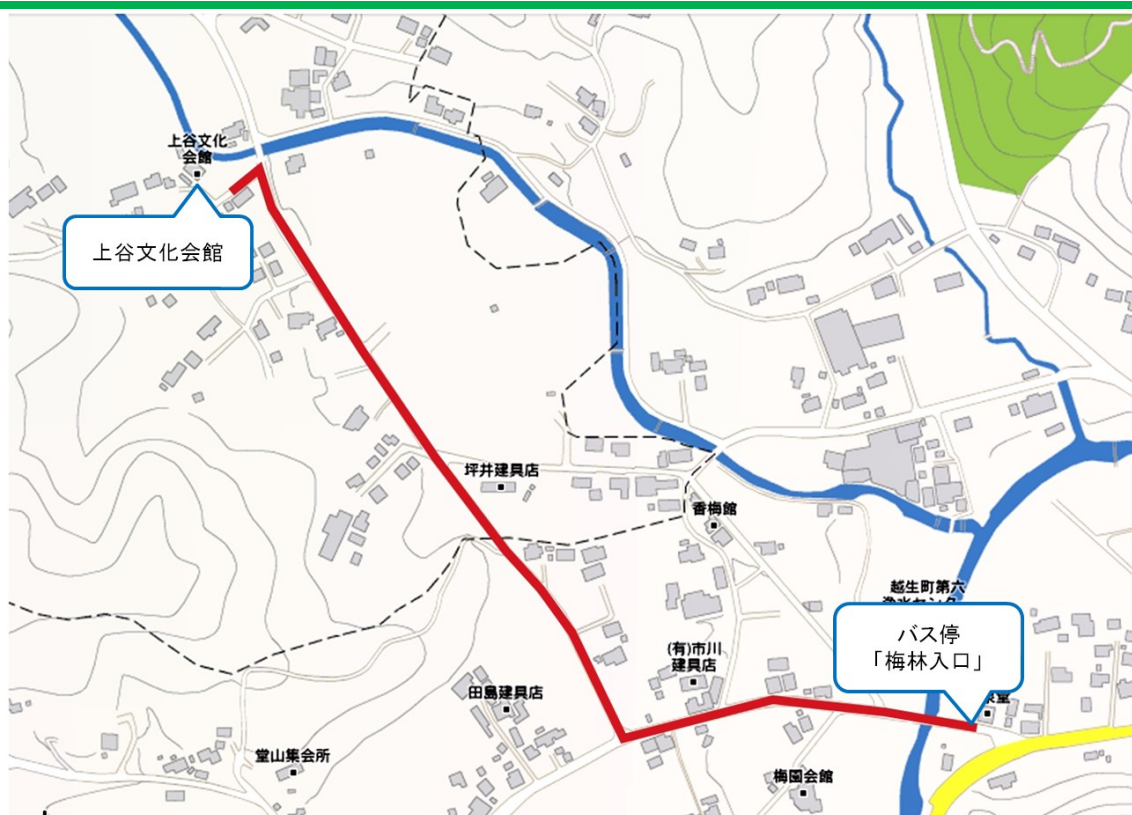 上谷文化
会館
上谷文化会館
坪井建具店
香梅館
越生町第六
バス停
「梅林入口」
(有)市川
建具店
田島建具店
堂山集会所
梅園会館